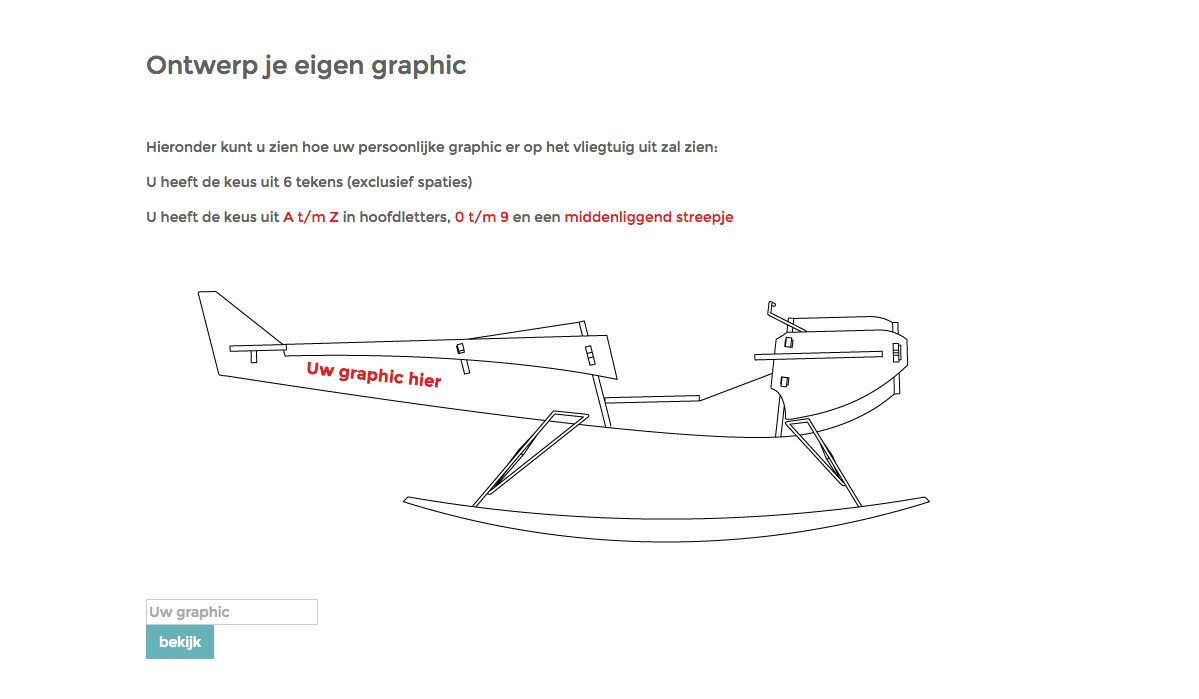 Ontwerp je eigen graphic
Hieronder kunt u zien hoe uw persoonlijke graphic er op het vliegtuig uit zal zien:
U heeft de keus uit 6 tekens (exclusief spaties)
U heeft de keus uit A t/m Z in hoofdletters, 0 t/m 9 en een middenliggend streepje
Uw graphic hier
Uw graphic
bekijk